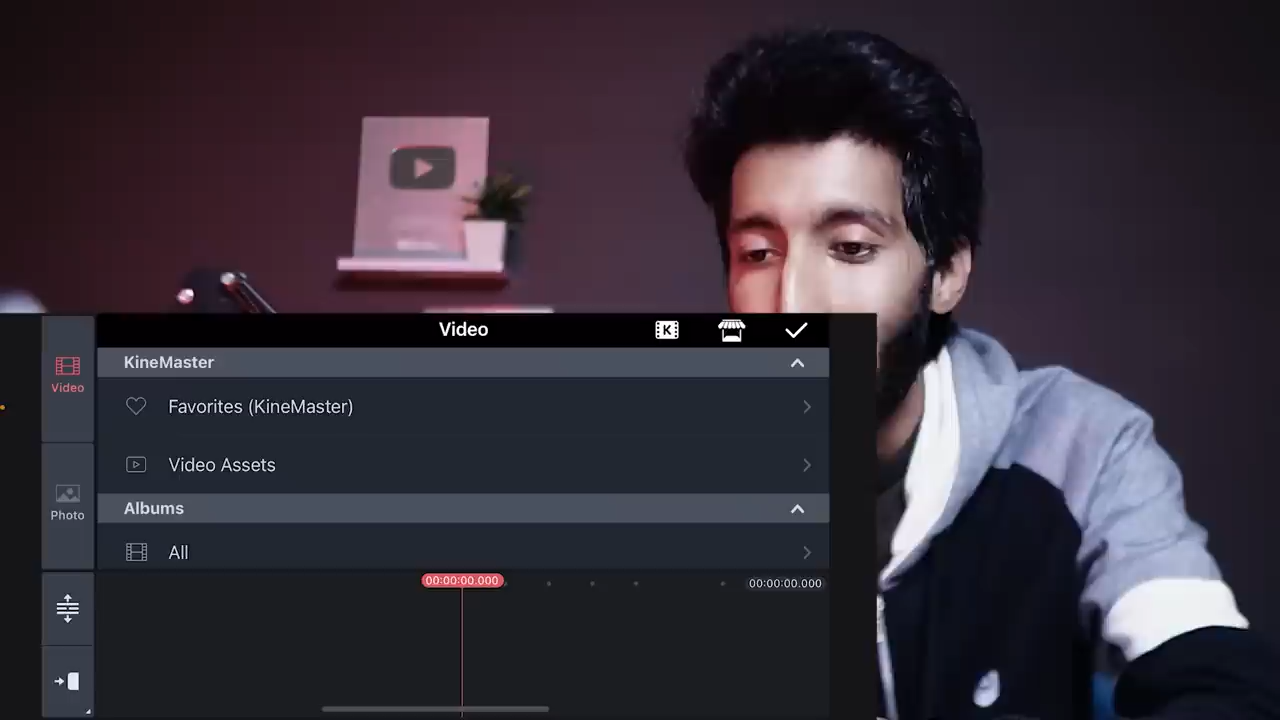 Video
KineMaster
Video
Favorites (KineMaster)
Video Assets
Photo
Albums
All
00:00:00.000
00:00:00.000